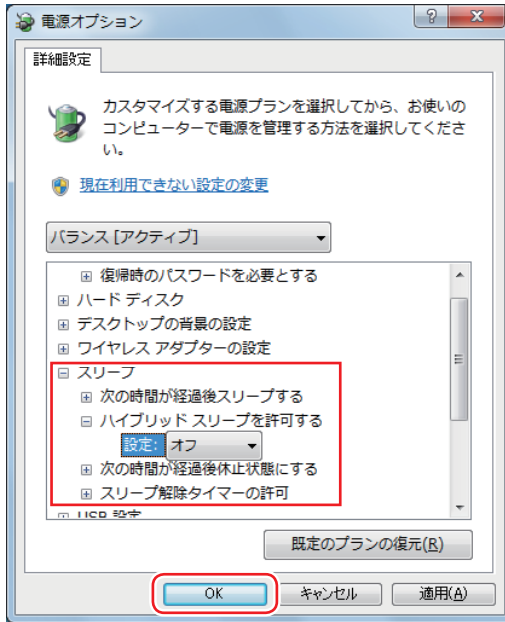 電源オプション
詳細設定
カスタマイズする電源プランを選択してから、お使いの
コンピューターで電源を管理する方法を選択してくださ
い。
現在利用できない設定の変更
バランス [アクティブ]
復帰時のパスワードを必要とする
ハード ディスク
デスクトップの背景の設定
ワイヤレス アダプターの設定
スリープ
次の時間が経過後スリープする
ハイブリッド スリープを許可する
設定: オフ
次の時間が経過後休止状態にする
スリープ解除タイマーの許可
USB 設定
既定のプランの復元(R)
OK キャンセル 適用(A)